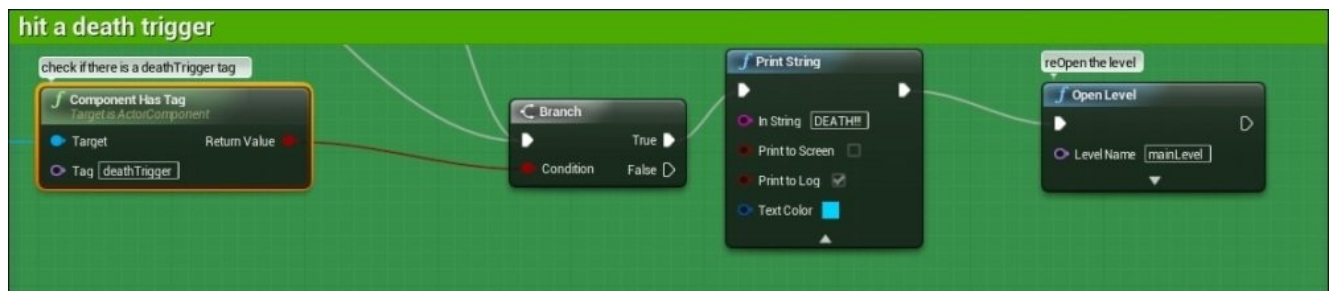 hit a death trigger
check if there is a deathTrigger tag
Component Has Tag
Target is ActorComponent
Target Return Value
Tag deathTrigger
Branch
True
Condition False
Print String
In String DEATH!!!
Print to Screen
Print to Log
Text Color
reOpen the level
Open Level
Level Name mainLevel